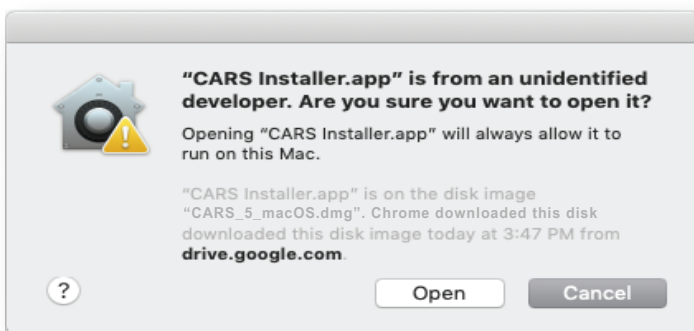 “CARS Installer.app” is from an unidentified
developer. Are you sure you want to open it?
Opening “CARS Installer.app” will always allow it to
run on this Mac.
“CARS Installer.app” is on the disk image
“CARS_5_macOS.dmg”. Chrome downloaded this disk
downloaded this disk image today at 3:47 PM from
drive.google.com.
? Open Cancel